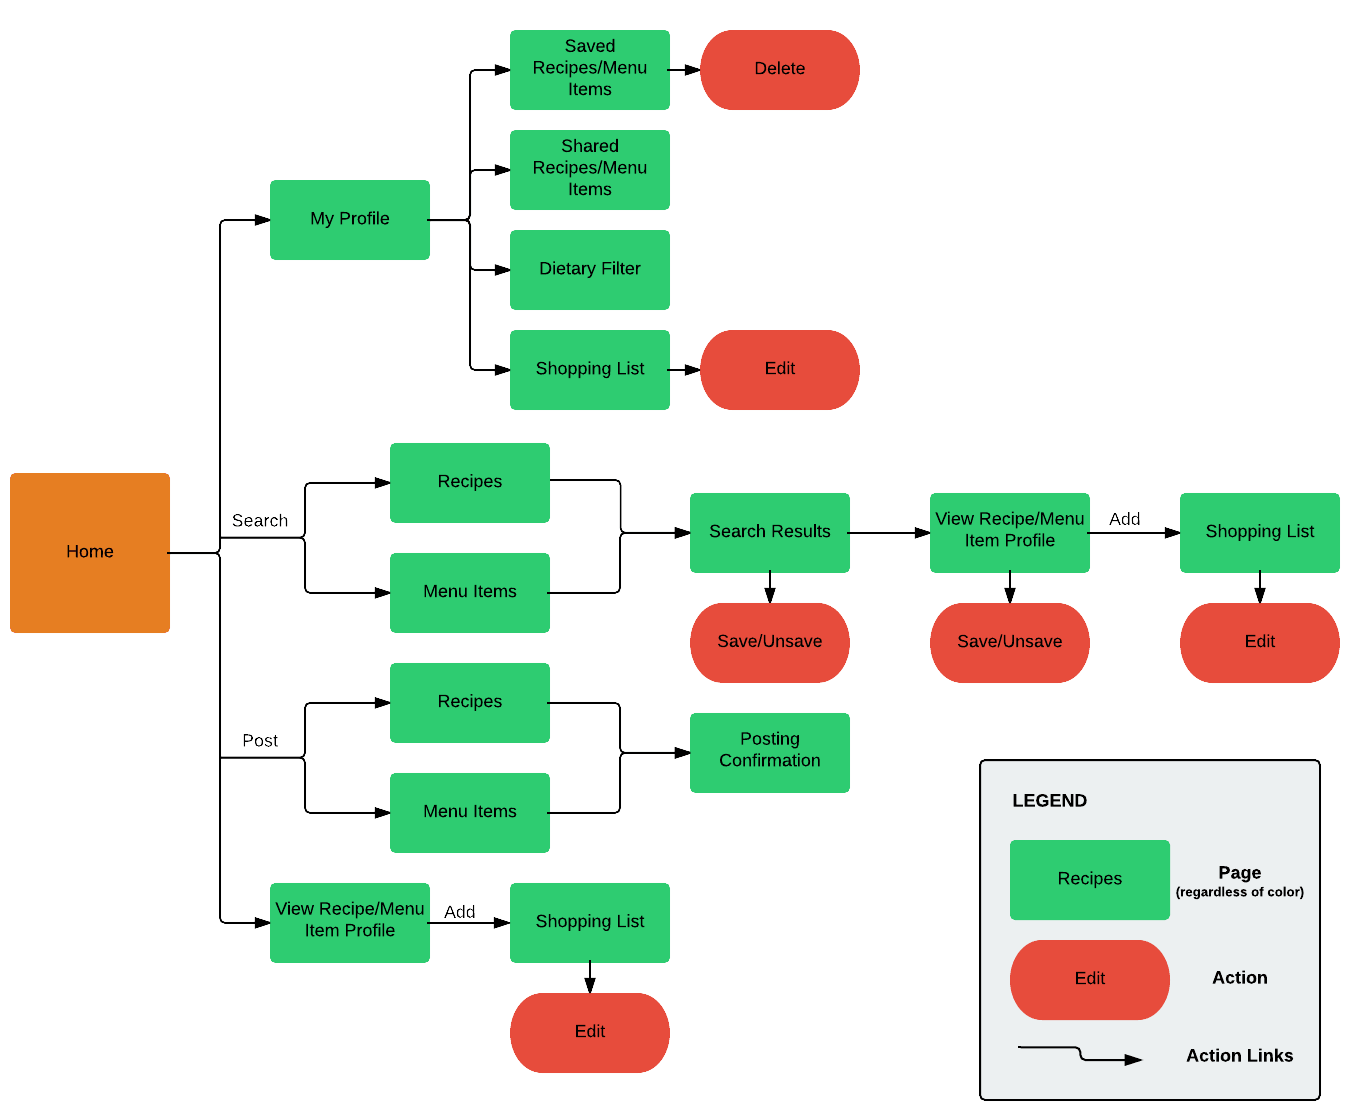 Saved
Recipes/Menu
Items
Delete
Shared
Recipes/Menu
Items
My Profile
Dietary Filter
Shopping List
Edit
Home
Search
Recipes
Menu Items
Search Results
View Recipe/Menu
Item Profile
Add
Shopping List
Save/Unsave
Save/Unsave
Edit
Post
Recipes
Menu Items
Posting
Confirmation
View Recipe/Menu
Item Profile
Add
Shopping List
Edit
LEGEND
Recipes
Page
(regardless of color)
Edit
Action
Action Links